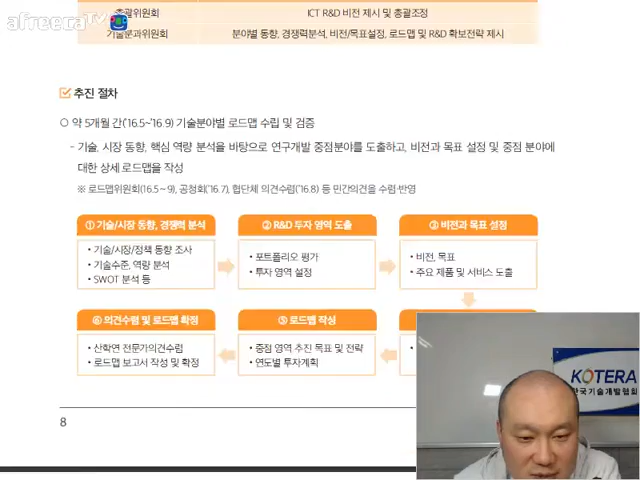 afreecaTV
총괄위원회 ICT R&D 비전 제시 및 총괄조정
기술분과위원회 분야별 동향, 경쟁력분석, 비전/목표설정, 로드맵 및 R&D 확보전략 제시
추진 절차
○ 약 5개월 간('16.5~'16.9) 기술분야별 로드맵 수립 및 검증
- 기술, 시장 동향, 핵심 역량 분석을 바탕으로 연구개발 중점분야를 도출하고, 비전과 목표 설정 및 중점 분야에
대한 상세 로드맵을 작성
※ 로드맵위원회('16.5~9), 공청회('16.7), 협단체 의견수렴('16.8) 등 민간의견을 수렴·반영
① 기술/시장 동향, 경쟁력 분석
• 기술/시장/정책 동향 조사
• 기술수준, 역량 분석
• SWOT 분석 등
② R&D 투자 영역 도출
• 포트폴리오 평가
• 투자 영역 설정
③ 비전과 목표 설정
• 비전, 목표
• 주요 제품 및 서비스 도출
⑤ 로드맵 작성
• 중점 영역 추진 목표 및 전략
• 연도별 투자계획
⑥ 의견수렴 및 로드맵 확정
• 산학연 전문가의견수렴
• 로드맵 보고서 작성 및 확정
8
KOTERA
한국기술개발협회